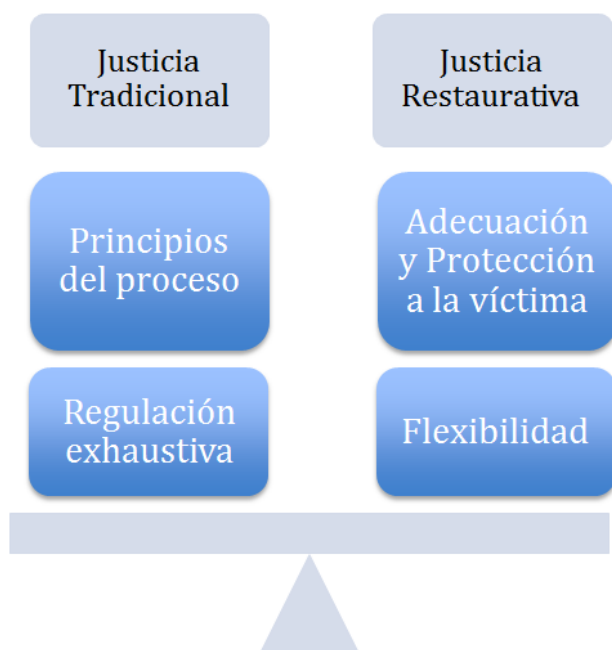 Justicia
Tradicional
Justicia
Restaurativa
Principios
del proceso
Adecuación
y Protección
a la víctima
Regulación
exhaustiva
Flexibilidad